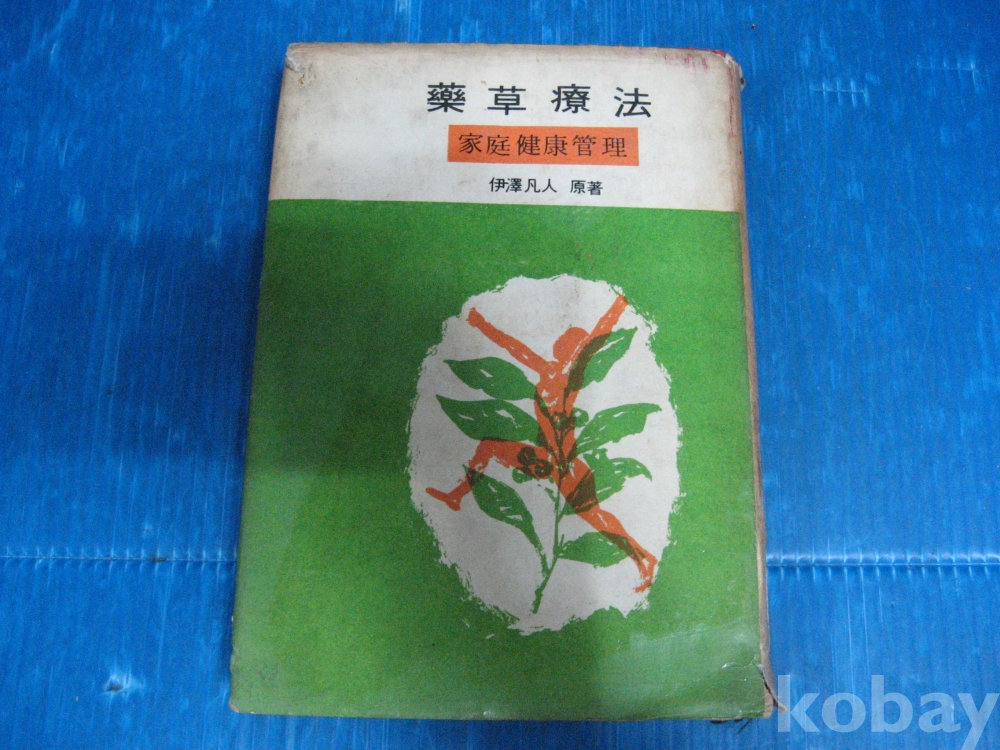 藥草療法
家庭健康管理
伊澤凡人 原著
kobay